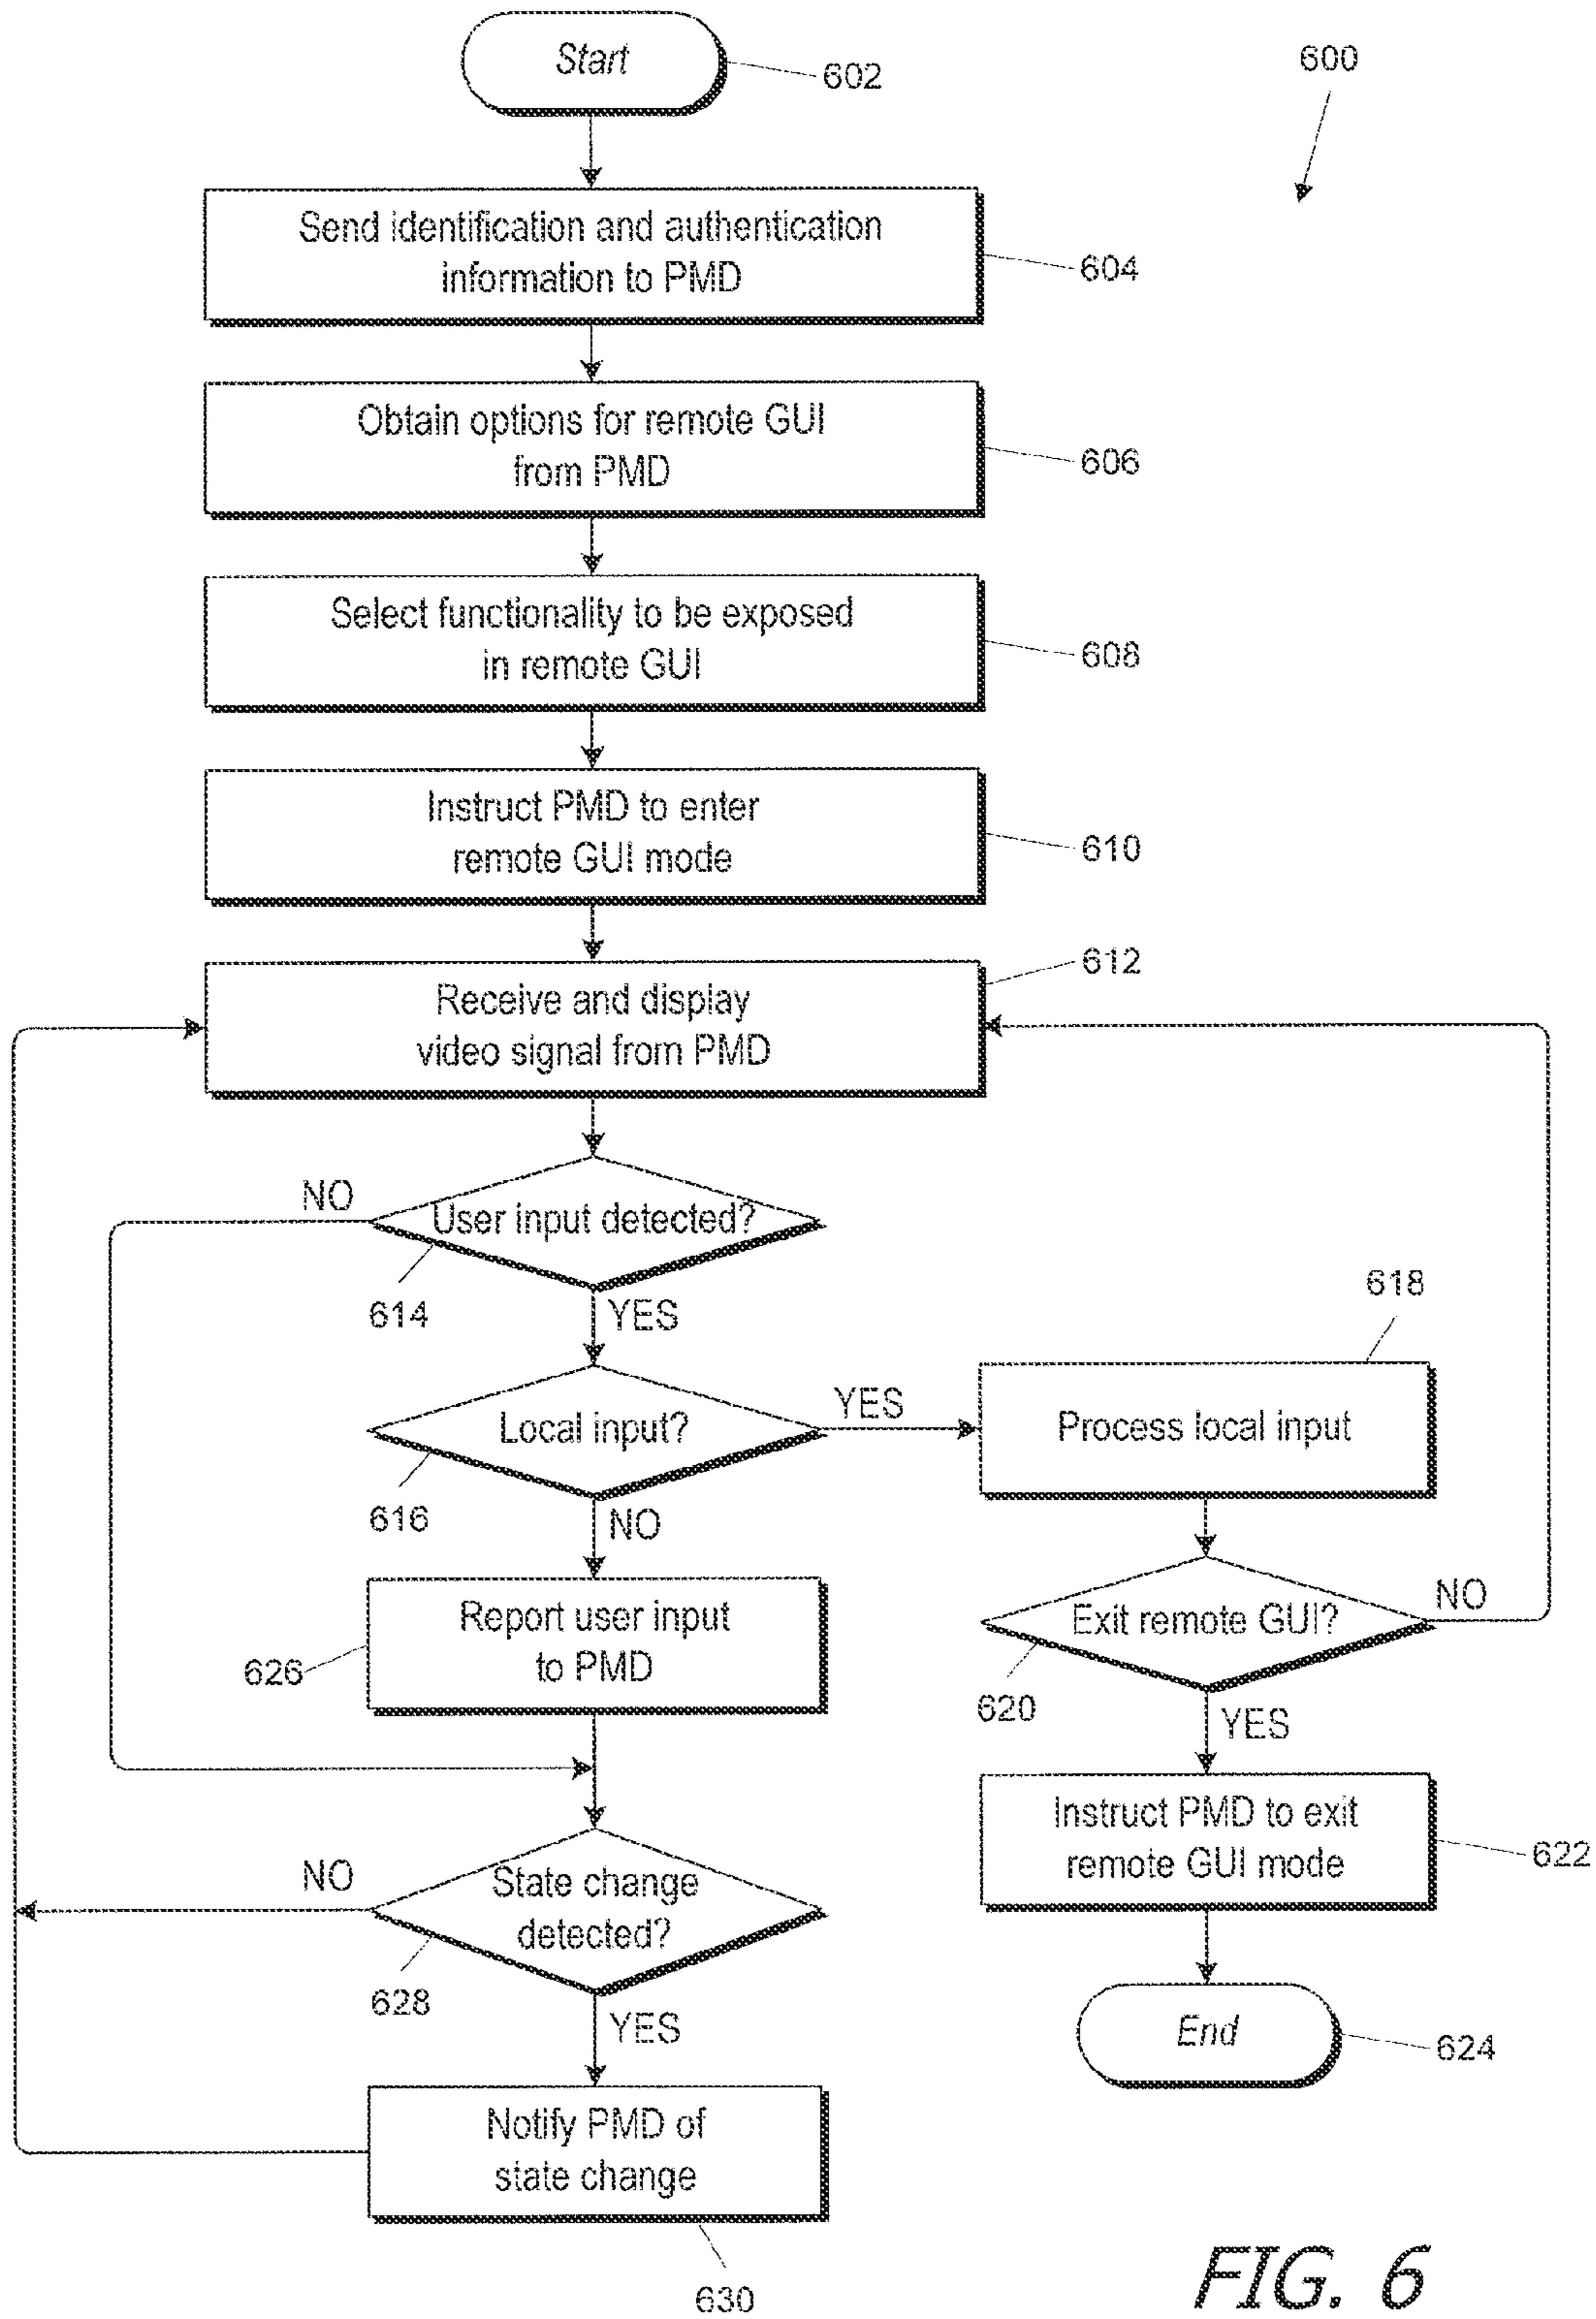 Start
602
600
Send identification and authentication
information to PMD
604
Obtain options for remote GUI
from PMD
606
Select functionality to be exposed
in remote GUI
608
Instruct PMD to enter
remote GUI mode
610
612
Receive and display
video signal from PMD
NO
User input detected?
614
YES
618
Local input?
YES
Process local input
616
NO
Report user input
to PMD
626
Exit remote GUI?
NO
620
YES
Instruct PMD to exit
remote GUI mode
622
NO
State change
detected?
628
YES
End
624
Notify PMD of
state change
630
FIG. 6